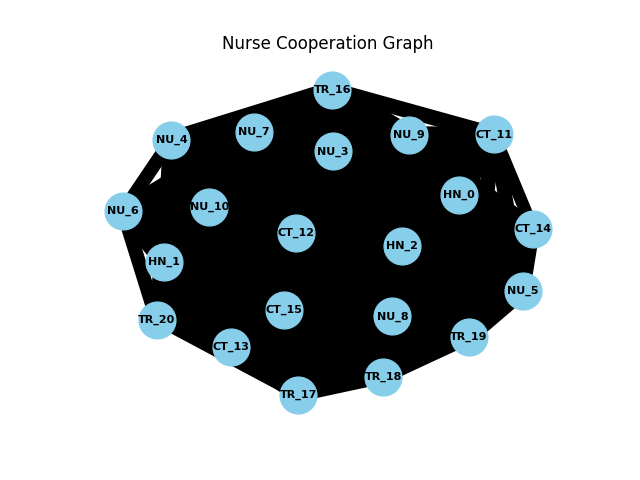 Nurse Cooperation Graph
TR_16
NU_7
NU_9
CT_11
NU_4
NU_3
HN_0
NU_10
NU_6
CT_14
CT_12
HN_2
HN_1
NU_5
CT_15
NU_8
TR_20
TR_19
CT_13
TR_18
TR_17